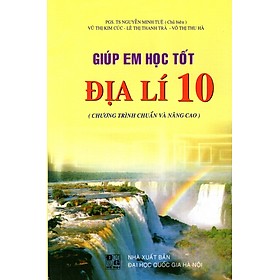 PGS. TS NGUYỄN MINH TUỆ ( Chủ biên )
VŨ THỊ KIM CÚC - LÊ THỊ THANH TRÀ - VÕ THỊ THU HÀ
GIÚP EM HỌC TỐT
ĐỊA LÍ 10
( CHƯƠNG TRÌNH CHUẨN VÀ NÂNG CAO )
NHÀ XUẤT BẢN
ĐẠI HỌC QUỐC GIA HÀ NỘI